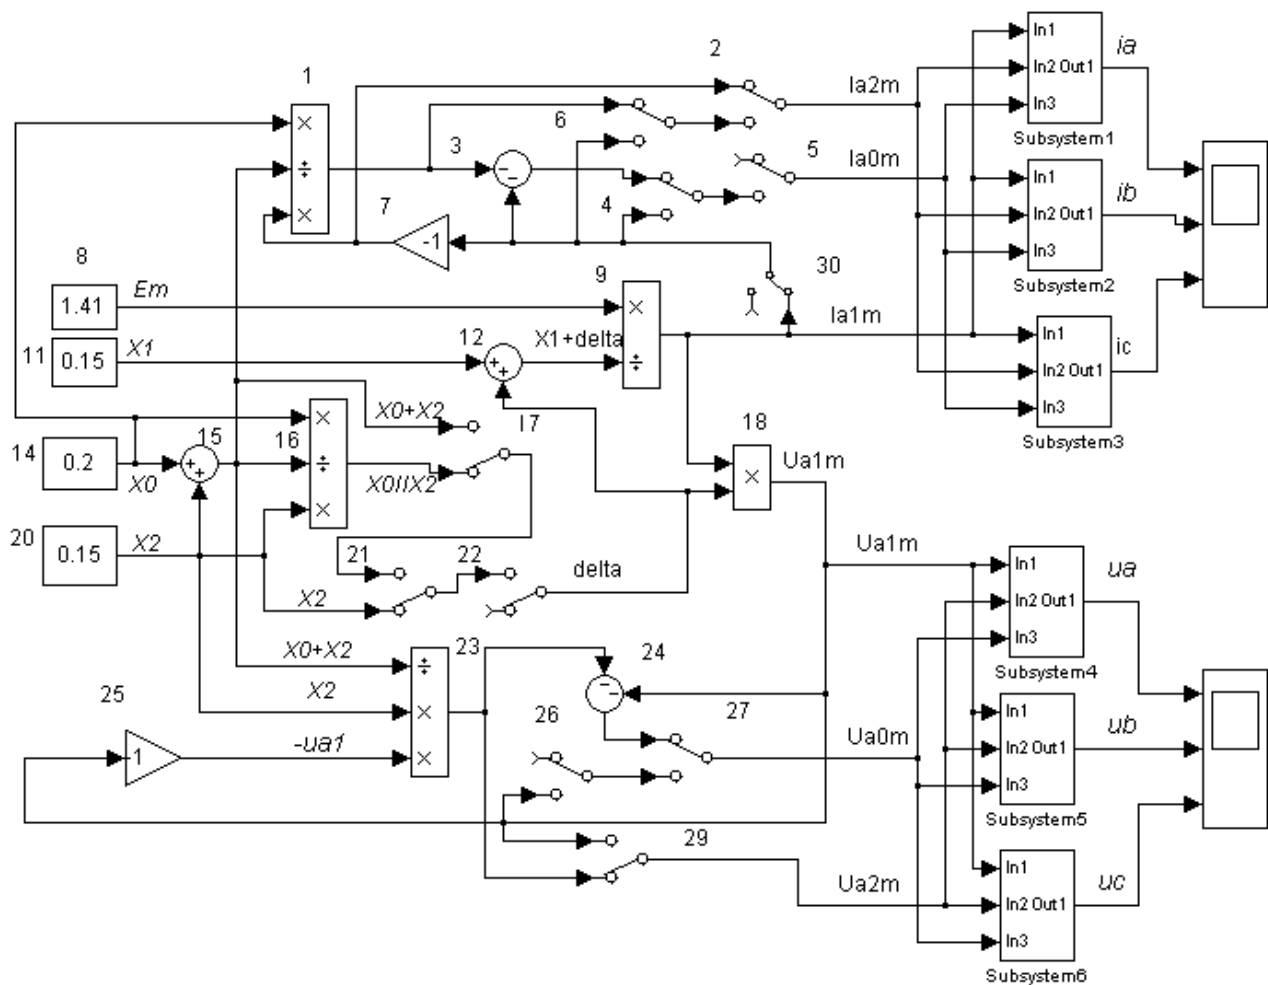 1
2
3
4
5
6
7
8
9
11
12
14
15
16
17
18
20
21
22
23
24
25
26
27
29
30
×
÷
×
-
-
-1
1.41
Em
0.15
X1
+
+
X1+delta
×
÷
0.2
X0
+
+
×
÷
×
X0+X2
X0//X2
0.15
X2
X2
delta
×
Ia2m
Ia0m
Ia1m
Ua1m
In1
In2 Out1
In3
Subsystem1
ia
In1
In2 Out1
In3
Subsystem2
ib
In1
In2 Out1
In3
Subsystem3
ic
X0+X2
X2
-ua1
÷
×
×
-1
-
-
Ua1m
Ua0m
Ua2m
In1
In2 Out1
In3
Subsystem4
ua
In1
In2 Out1
In3
Subsystem5
ub
In1
In2 Out1
In3
Subsystem6
uc